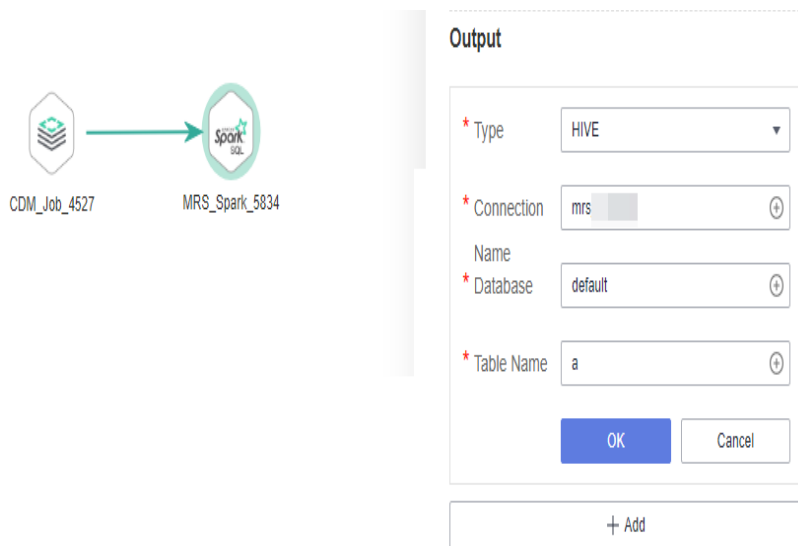 Output
* Type
HIVE
* Connection Name
mrs
* Database
default
* Table Name
a
OK
Cancel
+ Add
Spark
SQL
CDM_Job_4527
MRS_Spark_5834